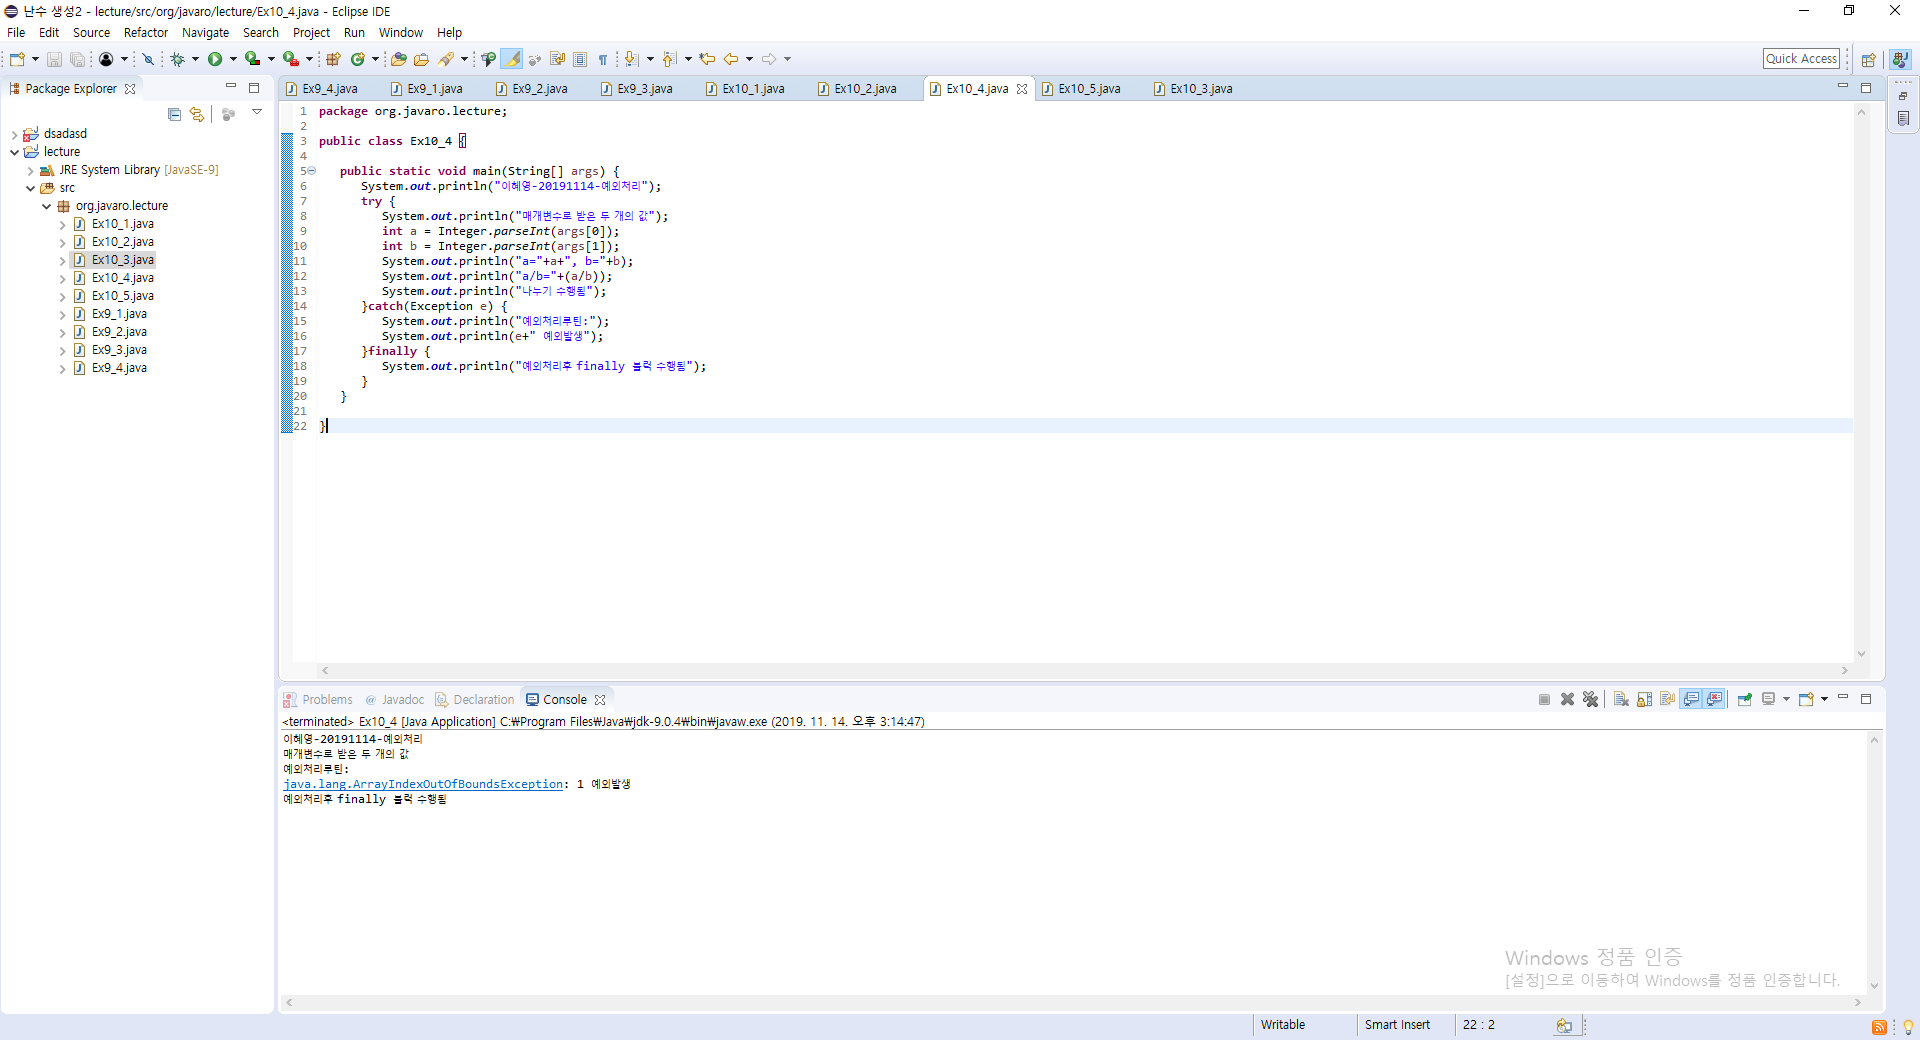 난수 생성2 - lecture/src/org/javaro/lecture/Ex10_4.java - Eclipse IDE
File Edit Source Refactor Navigate Search Project Run Window Help
Quick Access
Package Explorer
dsadasd
lecture
JRE System Library [JavaSE-9]
src
org.javaro.lecture
Ex10_1.java
Ex10_2.java
Ex10_3.java
Ex10_4.java
Ex10_5.java
Ex9_1.java
Ex9_2.java
Ex9_3.java
Ex9_4.java
Ex9_4.java Ex9_1.java Ex9_2.java Ex9_3.java Ex10_1.java Ex10_2.java Ex10_4.java Ex10_5.java Ex10_3.java
1 package org.javaro.lecture;
2
3 public class Ex10_4 {
4
5 public static void main(String[] args) {
6 System.out.println("이혜영-20191114-예외처리");
7 try {
8 System.out.println("매개변수로 받은 두 개의 값");
9 int a = Integer.parseInt(args[0]);
10 int b = Integer.parseInt(args[1]);
11 System.out.println("a="+a+", b="+b);
12 System.out.println("a/b="+(a/b));
13 System.out.println("나누기 수행됨");
14 }catch(Exception e) {
15 System.out.println("예외처리루틴:");
16 System.out.println(e+" 예외발생");
17 }finally {
18 System.out.println("예외처리후 finally 블럭 수행됨");
19 }
20 }
21
22 }
Problems Javadoc Declaration Console
<terminated> Ex10_4 [Java Application] C:₩Program Files₩Java₩jdk-9.0.4₩bin₩javaw.exe (2019. 11. 14. 오후 3:14:47)
이혜영-20191114-예외처리
매개변수로 받은 두 개의 값
예외처리루틴:
java.lang.ArrayIndexOutOfBoundsException: 1 예외발생
예외처리후 finally 블럭 수행됨
Windows 정품 인증
[설정]으로 이동하여 Windows를 정품 인증합니다.
Writable Smart Insert 22 : 2